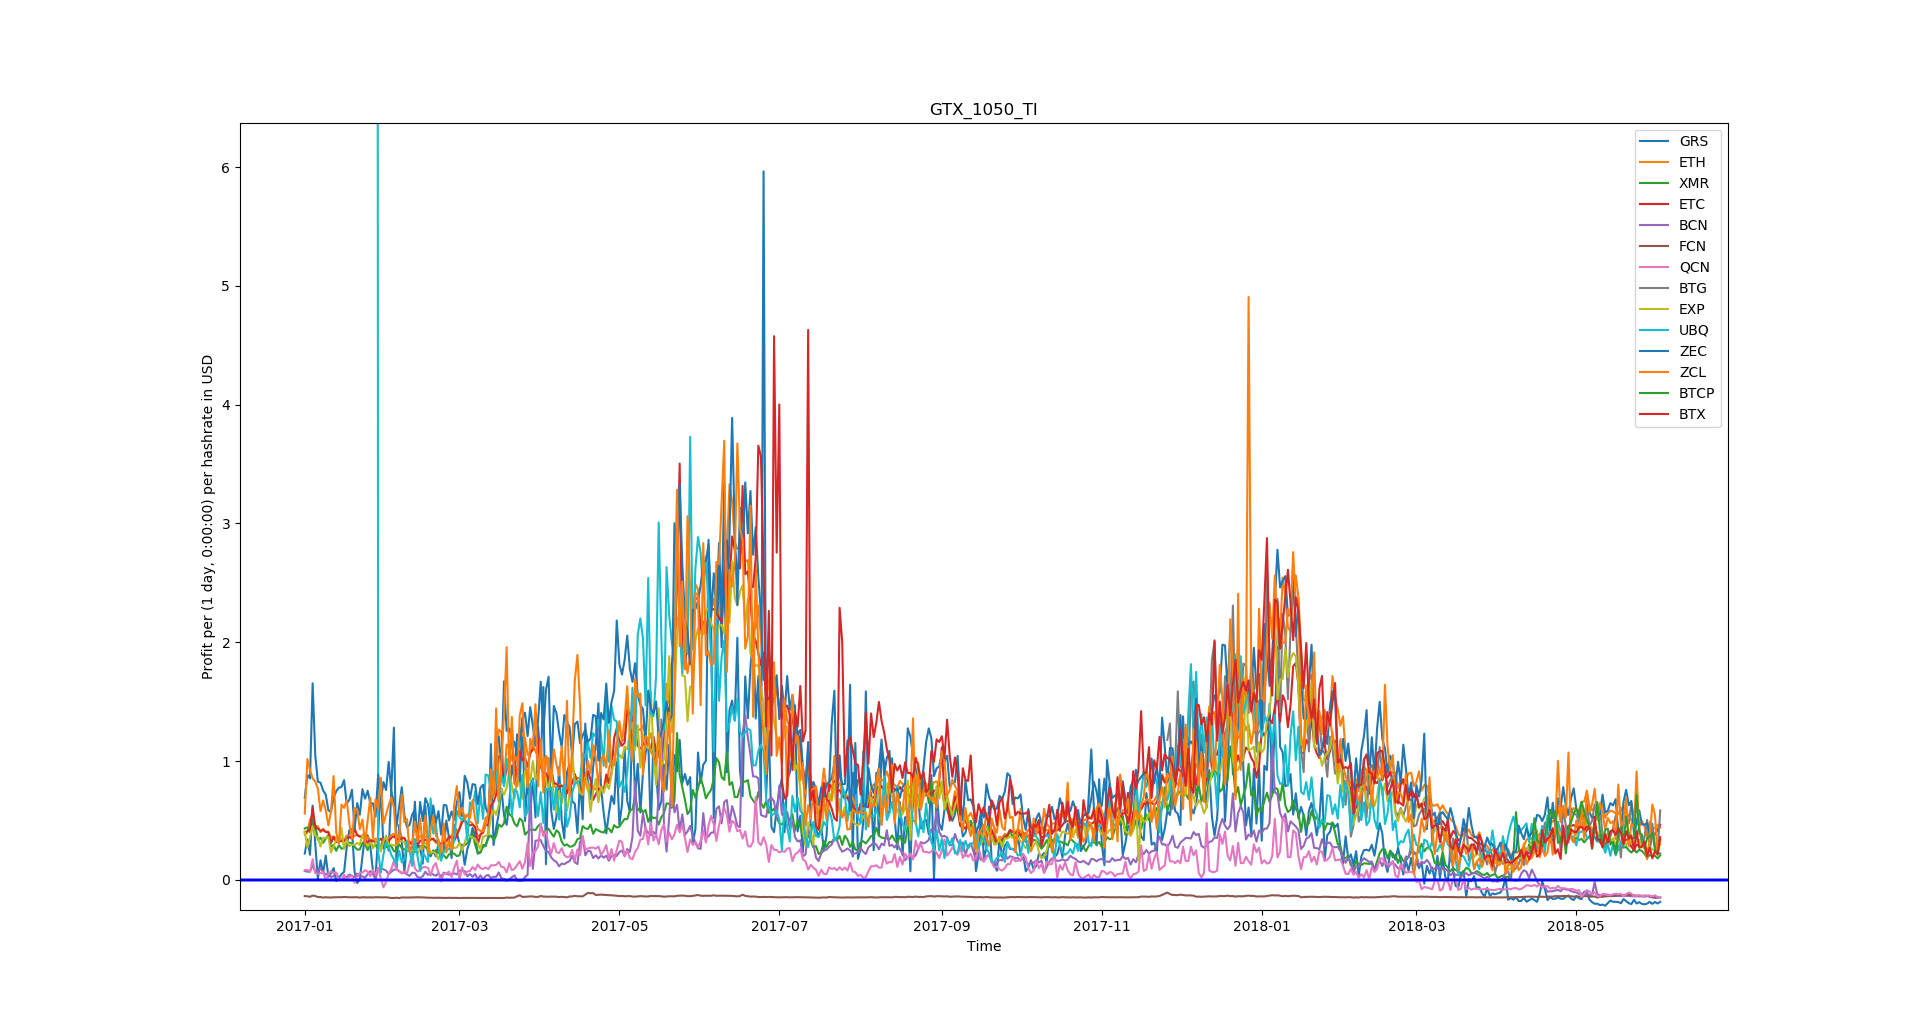 GTX_1050_TI
GRS
ETH
XMR
ETC
BCN
FCN
QCN
BTG
EXP
UBQ
ZEC
ZCL
BTCP
BTX
Profit per (1 day, 0:00:00) per hashrate in USD
6
5
4
3
2
1
0
2017-01 2017-03 2017-05 2017-07 2017-09 2017-11 2018-01 2018-03 2018-05
Time